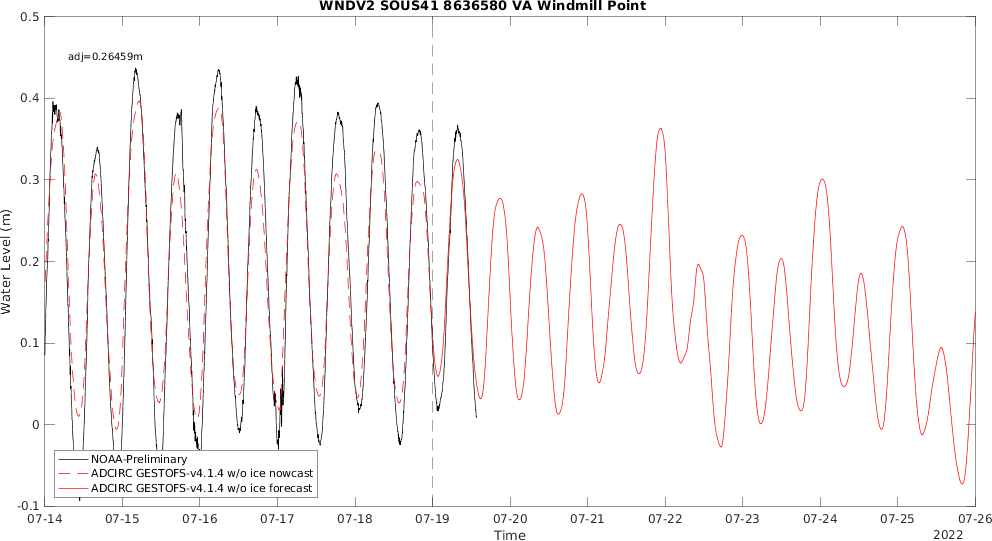 WNDV2 SOUS41 8636580 VA Windmill Point
adj=0.26459m
Water Level (m)
0.5
0.4
0.3
0.2
0.1
0
-0.1
NOAA-Preliminary
ADCIRC GESTOFS-v4.1.4 w/o ice nowcast
ADCIRC GESTOFS-v4.1.4 w/o ice forecast
07-14 07-15 07-16 07-17 07-18 07-19 07-20 07-21 07-22 07-23 07-24 07-25 07-26
Time
2022